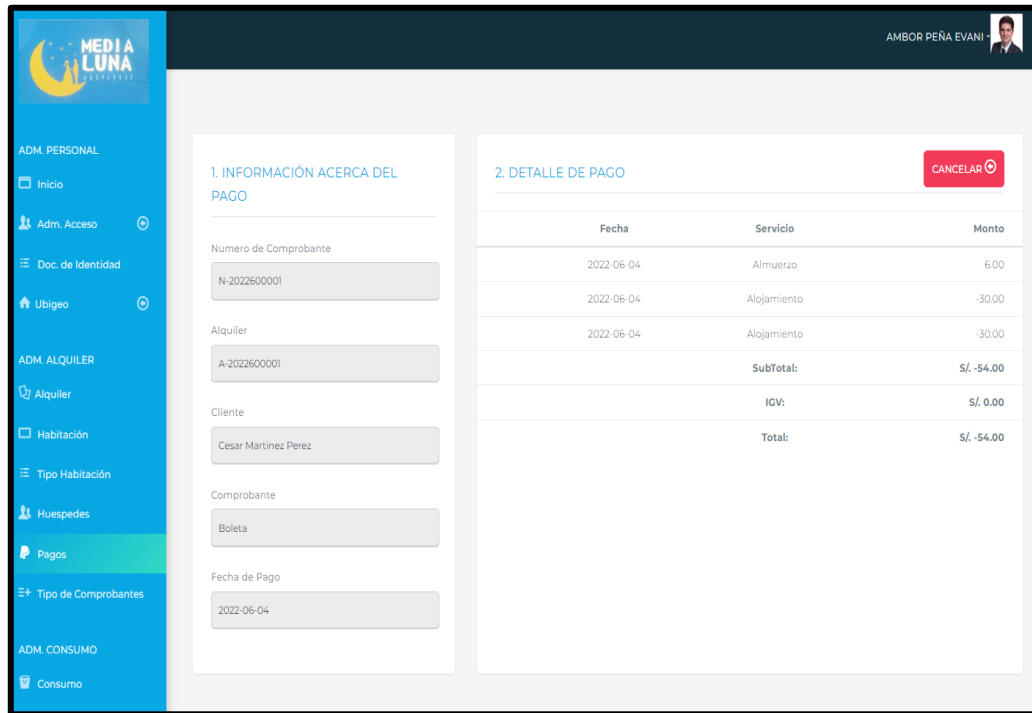 MEDIA
LUNA
HOSPEDAJE
AMBOR PEÑA EVANI
ADM. PERSONAL
Inicio
Adm. Acceso
Doc. de Identidad
Ubigeo
ADM. ALQUILER
Alquiler
Habitación
Tipo Habitación
Huespedes
Pagos
Tipo de Comprobantes
ADM. CONSUMO
Consumo
1. INFORMACIÓN ACERCA DEL
PAGO
Numero de Comprobante
N-2022600001
Alquiler
A-2022600001
Cliente
Cesar Martinez Perez
Comprobante
Boleta
Fecha de Pago
2022-06-04
2. DETALLE DE PAGO
CANCELAR
Fecha Servicio Monto
2022-06-04 Almuerzo 6.00
2022-06-04 Alojamiento -30.00
2022-06-04 Alojamiento -30.00
SubTotal: S/. -54.00
IGV: S/. 0.00
Total: S/. -54.00